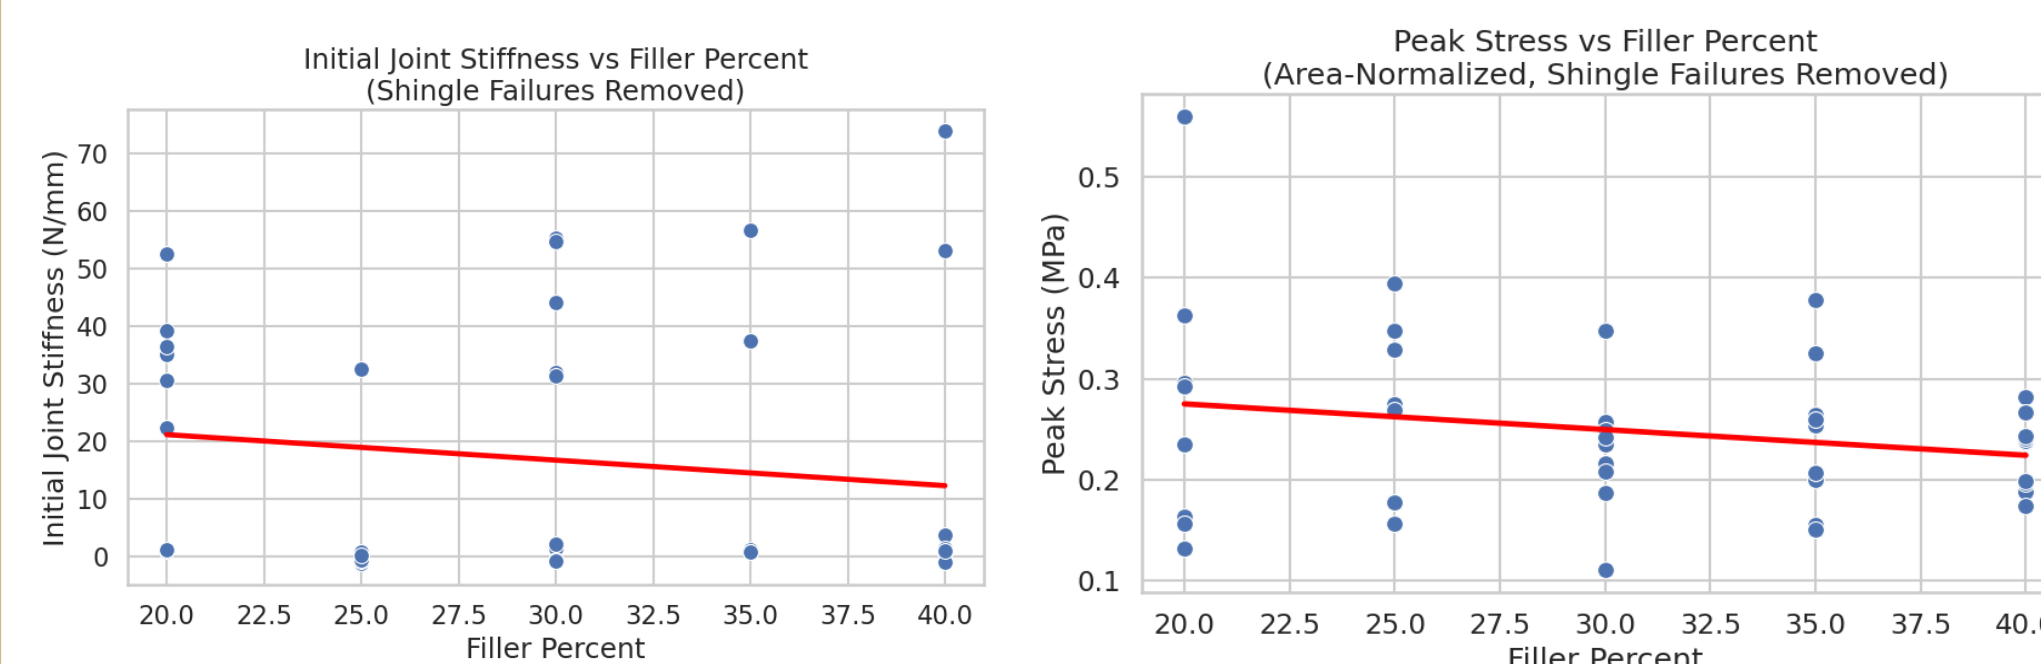 Initial Joint Stiffness vs Filler Percent
(Shingle Failures Removed)
Initial Joint Stiffness (N/mm)
70
60
50
40
30
20
10
0
20.0 22.5 25.0 27.5 30.0 32.5 35.0 37.5 40.0
Filler Percent
Peak Stress vs Filler Percent
(Area-Normalized, Shingle Failures Removed)
Peak Stress (MPa)
0.5
0.4
0.3
0.2
0.1
20.0 22.5 25.0 27.5 30.0 32.5 35.0 37.5 40.
Filler Percent